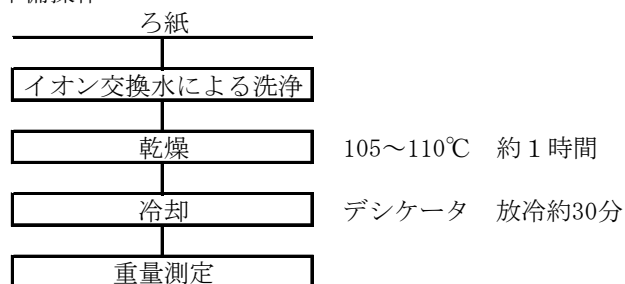 ろ紙
イオン交換水による洗浄
乾燥 105～110℃ 約１時間
冷却 デシケータ 放冷約30分
重量測定